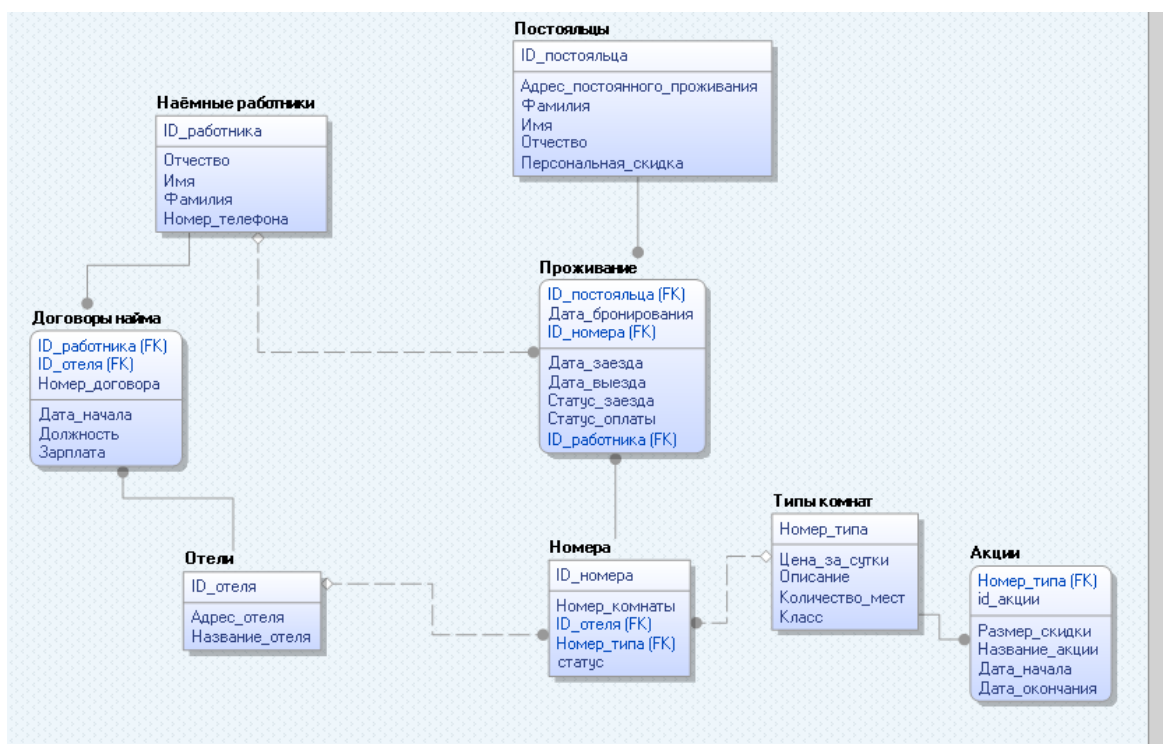 Постояльцы
ID_постояльца
Адрес_постоянного_проживания
Фамилия
Имя
Отчество
Персональная_скидка
Наёмные работники
ID_работника
Отчество
Имя
Фамилия
Номер_телефона
Проживание
ID_постояльца (FK)
Дата_бронирования
ID_номера (FK)
Дата_заезда
Дата_выезда
Статус_заезда
Статус_оплаты
ID_работника (FK)
Договоры найма
ID_работника (FK)
ID_отеля (FK)
Номер_договора
Дата_начала
Должность
Зарплата
Отели
ID_отеля
Адрес_отеля
Название_отеля
Номера
ID_номера
Номер_комнаты
ID_отеля (FK)
Номер_типа (FK)
статус
Типы комнат
Номер_типа
Цена_за_сутки
Описание
Количество_мест
Класс
Акции
Номер_типа (FK)
id_акции
Размер_скидки
Название_акции
Дата_начала
Дата_окончания